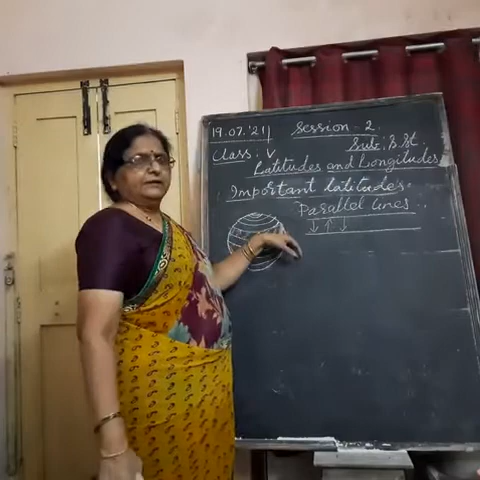 19.07.'21 Session - 2.
Class : V Sub: S.St.
Latitudes and Longitudes
Important latitudes.
Parallel lines..
↓ ↑ ↓